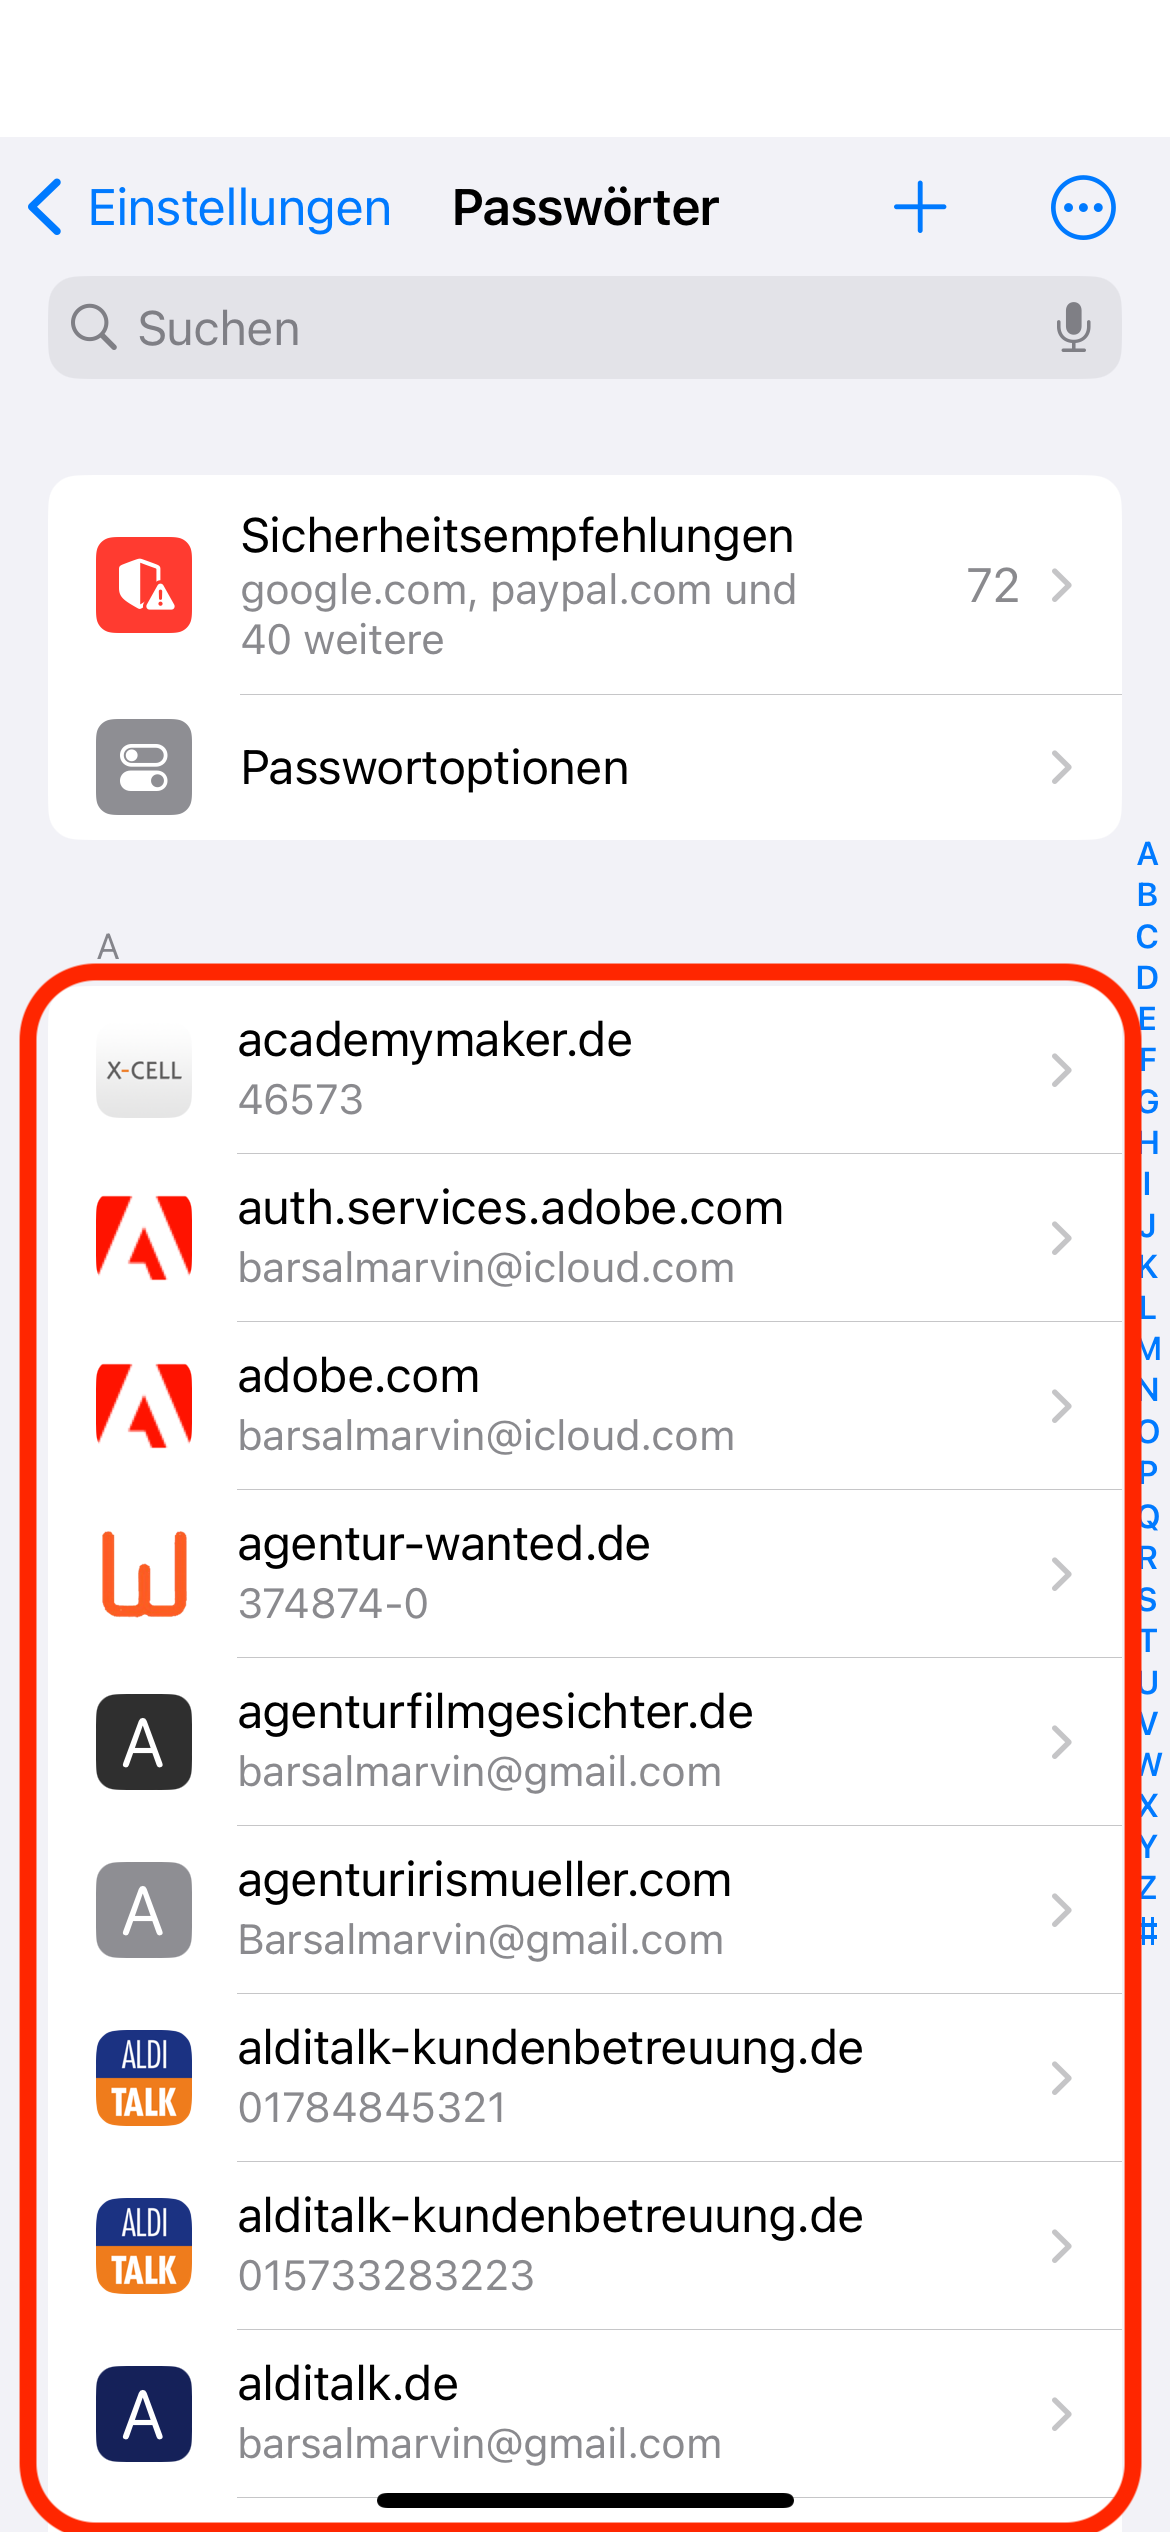 Einstellungen Passwörter
Suchen
Sicherheitsempfehlungen
google.com, paypal.com und
40 weitere
72
Passwortoptionen
A
X-CELL
academymaker.de
46573
auth.services.adobe.com
barsalmarvin@icloud.com
adobe.com
barsalmarvin@icloud.com
agentur-wanted.de
374874-0
A
agenturfilmgesichter.de
barsalmarvin@gmail.com
A
agenturirismueller.com
Barsalmarvin@gmail.com
ALDI
TALK
alditalk-kundenbetreuung.de
01784845321
ALDI
TALK
alditalk-kundenbetreuung.de
015733283223
A
alditalk.de
barsalmarvin@gmail.com
A
B
C
D
E
F
G
H
I
J
K
L
M
N
O
P
Q
R
S
T
U
V
W
X
Y
Z
#